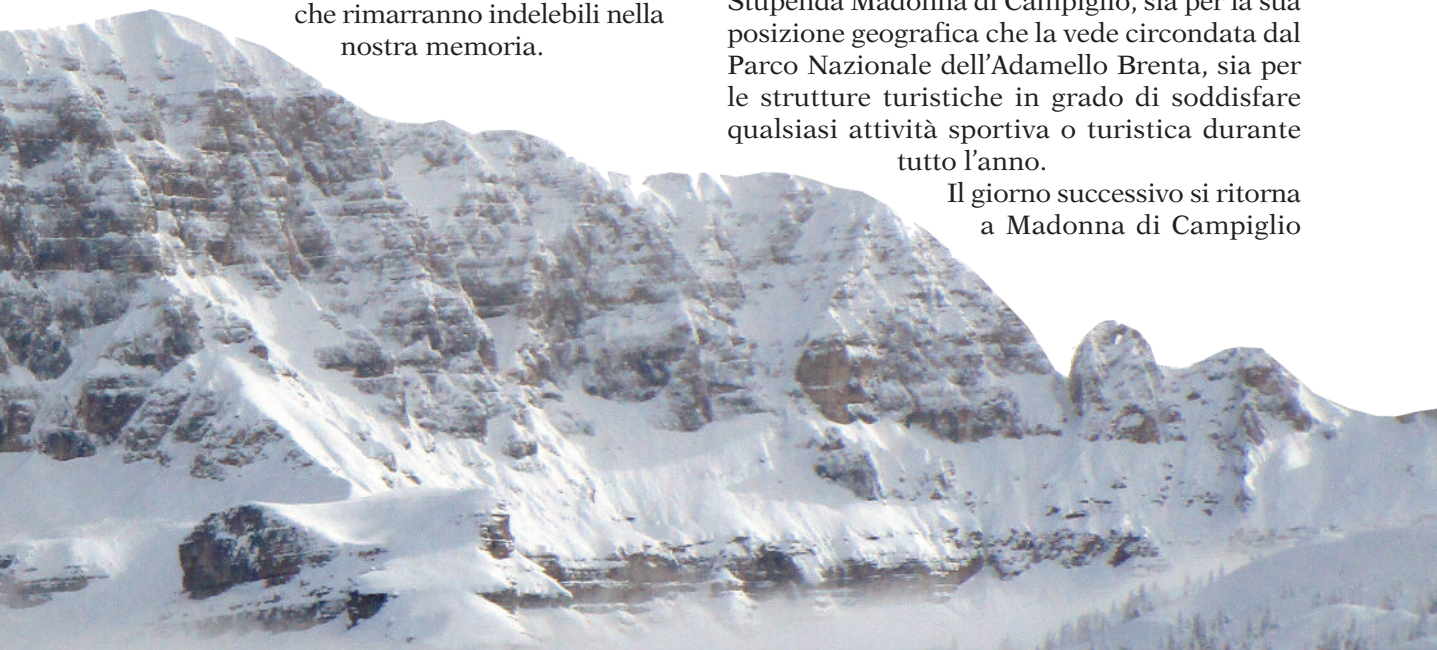 che rimarranno indelebili nella
nostra memoria.
Stupenda Madonna di Campiglio, sia per la sua
posizione geografica che la vede circondata dal
Parco Nazionale dell’Adamello Brenta, sia per
le strutture turistiche in grado di soddisfare
qualsiasi attività sportiva o turistica durante
tutto l’anno.
Il giorno successivo si ritorna
a Madonna di Campiglio